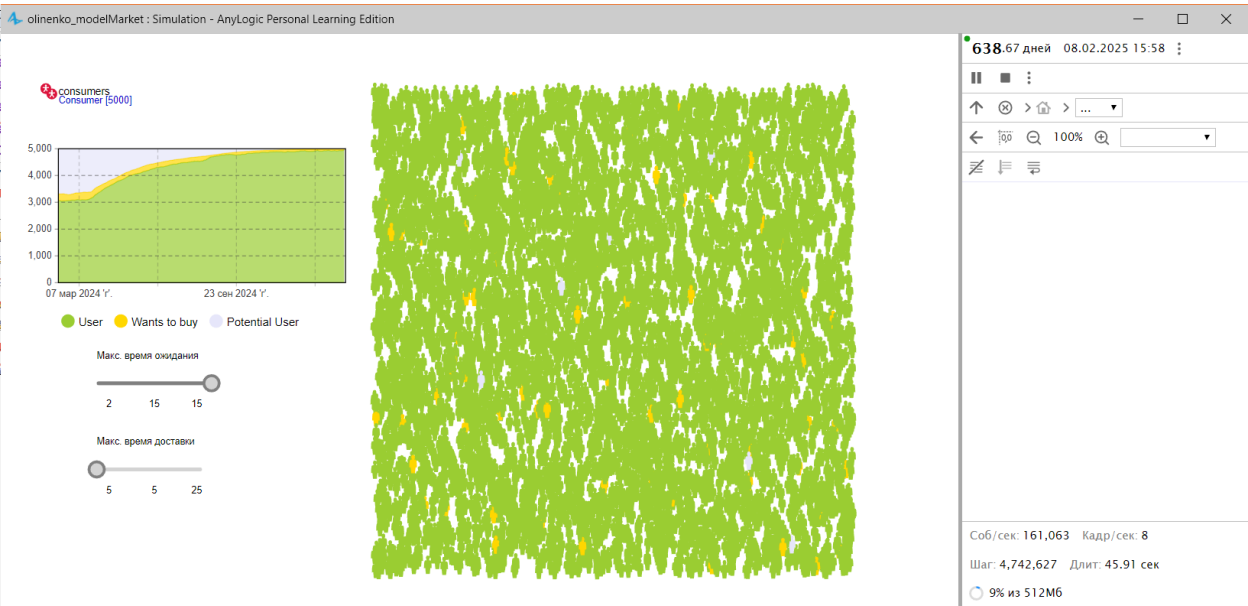 olinenko_modelMarket : Simulation - AnyLogic Personal Learning Edition
638.67 дней 08.02.2025 15:58
...
100%
consumers
Consumer [5000]
5,000
4,000
3,000
2,000
1,000
0
07 мар 2024 'г'. 23 сен 2024 'г'.
User Wants to buy Potential User
Макс. время ожидания
2 15 15
Макс. время доставки
5 5 25
Соб/сек: 161,063 Кадр/сек: 8
Шаг: 4,742,627 Длит: 45.91 сек
9% из 512Мб